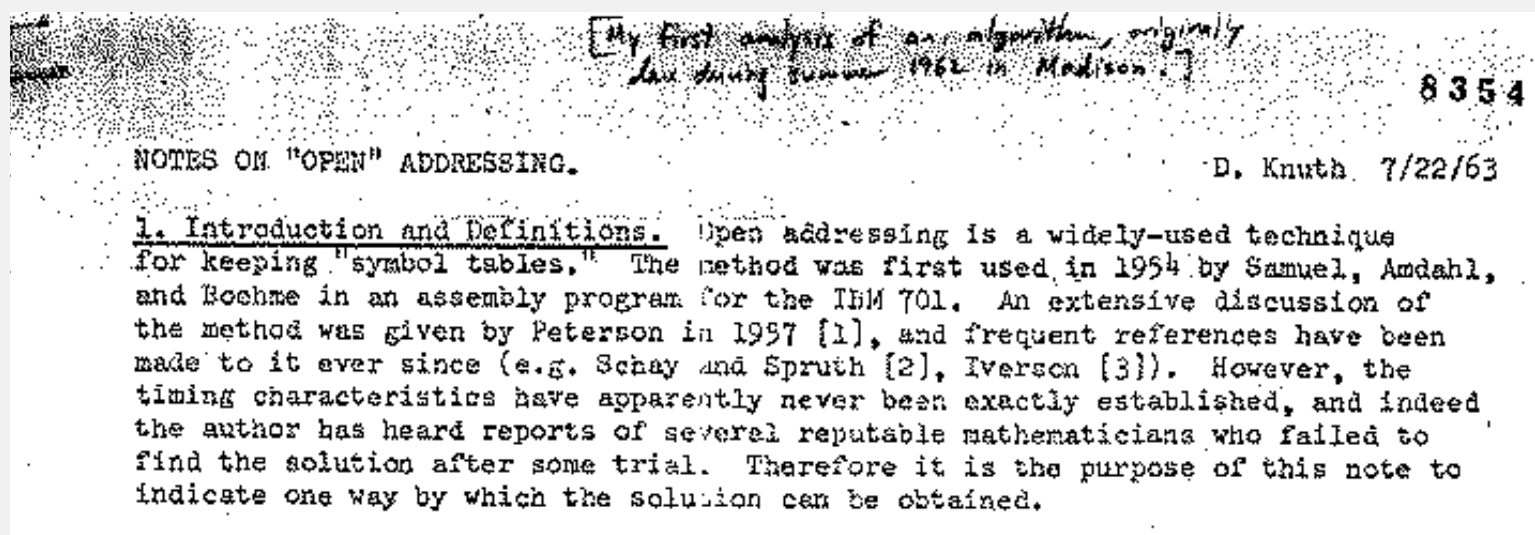 [My first analysis of an algorithm, originally
done during summer 1962 in Madison.]
8354
NOTES ON "OPEN" ADDRESSING.
D. Knuth 7/22/63
1. Introduction and Definitions. Open addressing is a widely-used technique
for keeping "symbol tables." The method was first used in 1954 by Samuel, Amdahl,
and Boehme in an assembly program for the IBM 701. An extensive discussion of
the method was given by Peterson in 1957 [1], and frequent references have been
made to it ever since (e.g. Schay and Spruth [2], Iverson [3]). However, the
timing characteristics have apparently never been exactly established, and indeed
the author has heard reports of several reputable mathematicians who failed to
find the solution after some trial. Therefore it is the purpose of this note to
indicate one way by which the solution can be obtained.